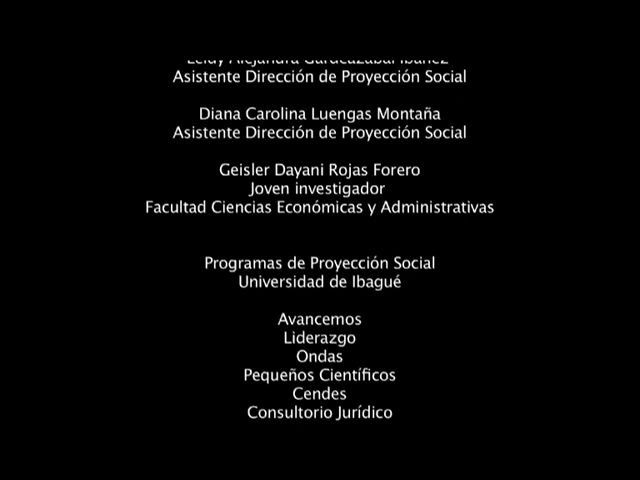 Asistente Dirección de Proyección Social
Diana Carolina Luengas Montaña
Asistente Dirección de Proyección Social
Geisler Dayani Rojas Forero
Joven investigador
Facultad Ciencias Económicas y Administrativas
Programas de Proyección Social
Universidad de Ibagué
Avancemos
Liderazgo
Ondas
Pequeños Científicos
Cendes
Consultorio Jurídico